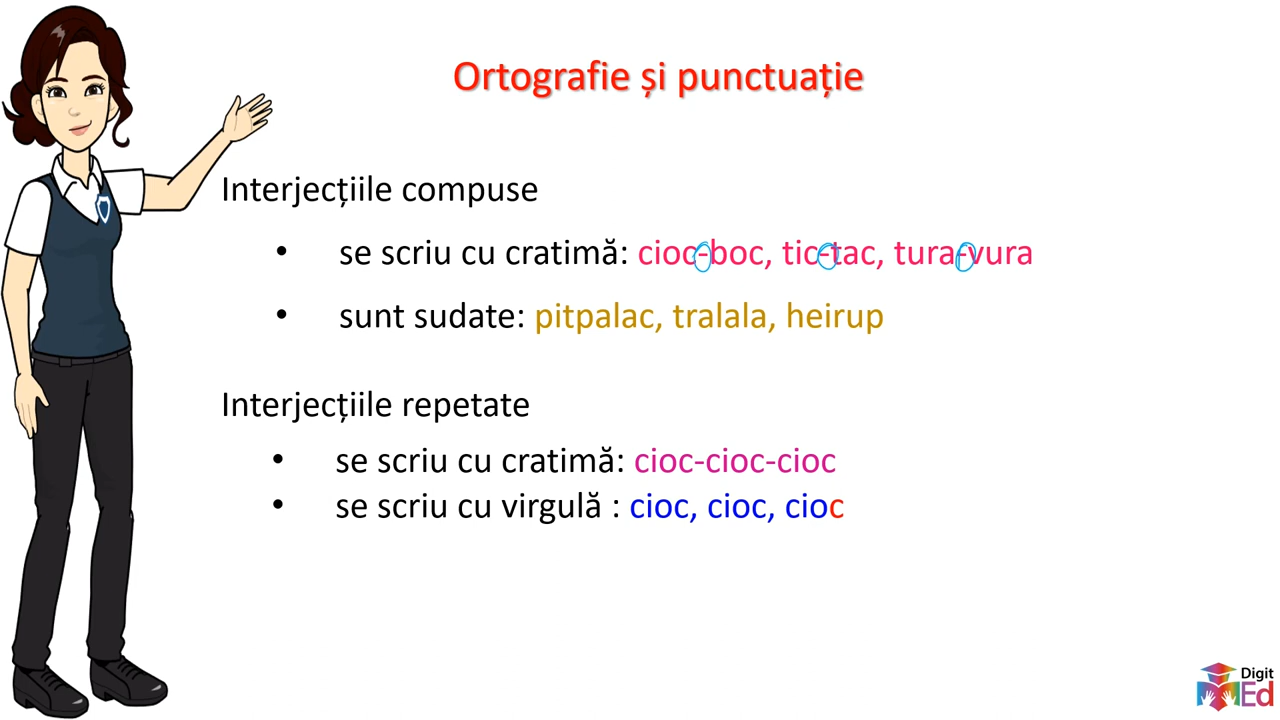 Ortografie și punctuație
Interjecțiile compuse
• se scriu cu cratimă: cioc-boc, tic-tac, tura-vura
• sunt sudate: pitpalac, tralala, heirup
Interjecțiile repetate
• se scriu cu cratimă: cioc-cioc-cioc
• se scriu cu virgulă : cioc, cioc, cioc
Digit
Ed